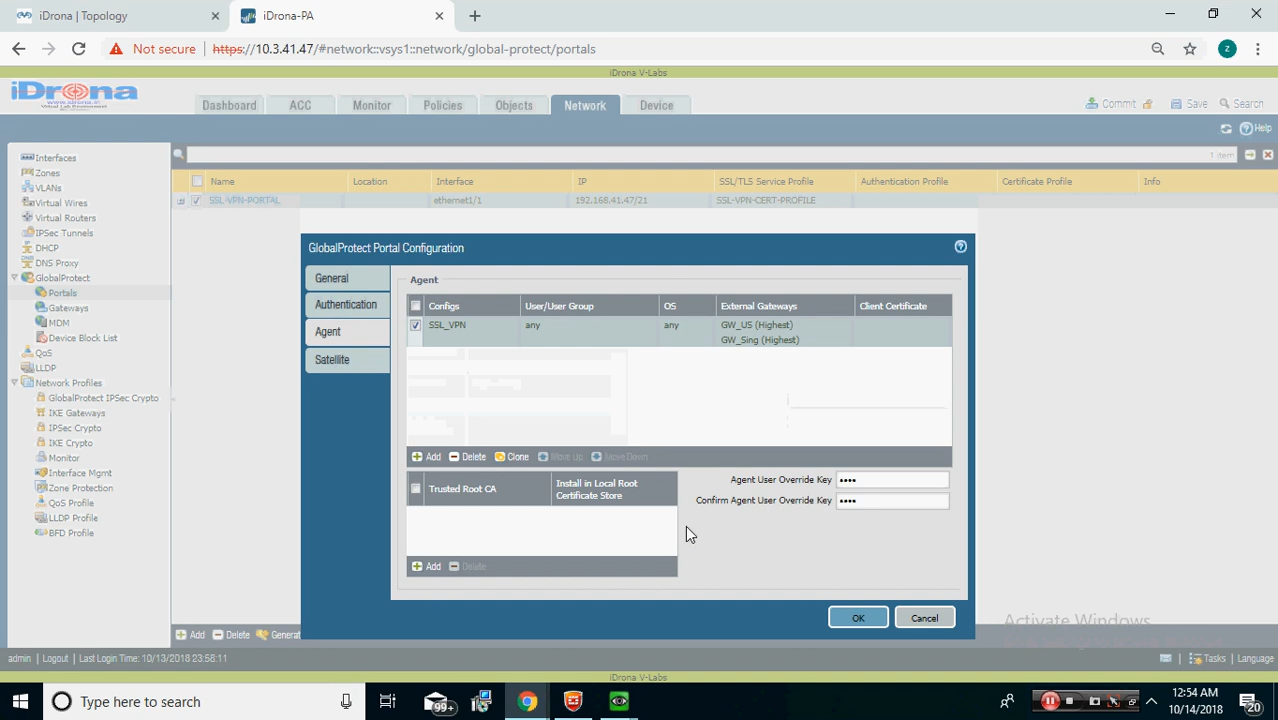 iDrona | Topology
iDrona-PA
Not secure
https://10.3.41.47/#network::vsys1::network/global-protect/portals
iDrona V-Labs
iDrona
Dashboard
ACC
Monitor
Policies
Objects
Network
Device
Commit
Save
Search
Help
1 item
Interfaces
Zones
VLANs
Virtual Wires
Virtual Routers
IPSec Tunnels
DHCP
DNS Proxy
GlobalProtect
Portals
Gateways
MDM
Device Block List
QoS
LLDP
Network Profiles
GlobalProtect IPSec Crypto
IKE Gateways
IPSec Crypto
IKE Crypto
Monitor
Interface Mgmt
Zone Protection
QoS Profile
LLDP Profile
BFD Profile
Name
Location
Interface
IP
SSL/TLS Service Profile
Authentication Profile
Certificate Profile
Info
SSL-VPN-PORTAL
ethernet1/1
192.168.41.47/21
SSL-VPN-CERT-PROFILE
GlobalProtect Portal Configuration
General
Authentication
Agent
Satellite
Agent
Configs
User/User Group
OS
External Gateways
Client Certificate
SSL_VPN
any
any
GW_US (Highest)
GW_Sing (Highest)
Add
Delete
Clone
Move Up
Move Down
Trusted Root CA
Install in Local Root
Certificate Store
Agent User Override Key
••••
Confirm Agent User Override Key
••••
Add
Delete
OK
Cancel
Add
Delete
Activate Windows
admin | Logout | Last Login Time: 10/13/2018 23:58:11
Tasks | Language
iDrona V-Labs
Type here to search
99+
12:54 AM
10/14/2018
20